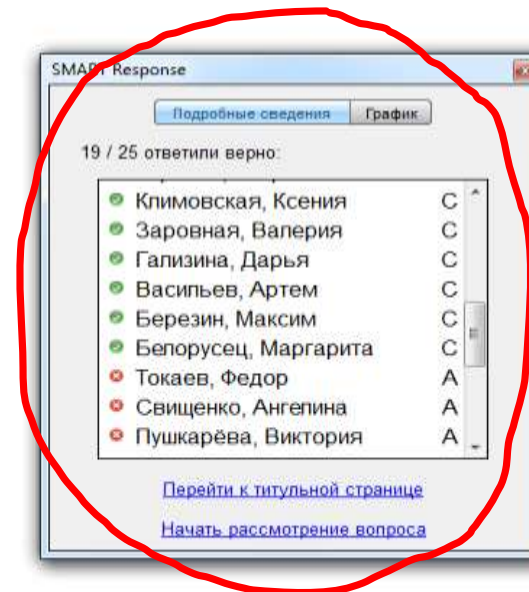 SMART Response
Подробные сведения График
19 / 25 ответили верно:
Климовская, Ксения C
Заровная, Валерия C
Гализина, Дарья C
Васильев, Артем C
Березин, Максим C
Белорусец, Маргарита C
Токаев, Федор A
Свищенко, Ангелина A
Пушкарёва, Виктория A
Перейти к титульной странице
Начать рассмотрение вопроса